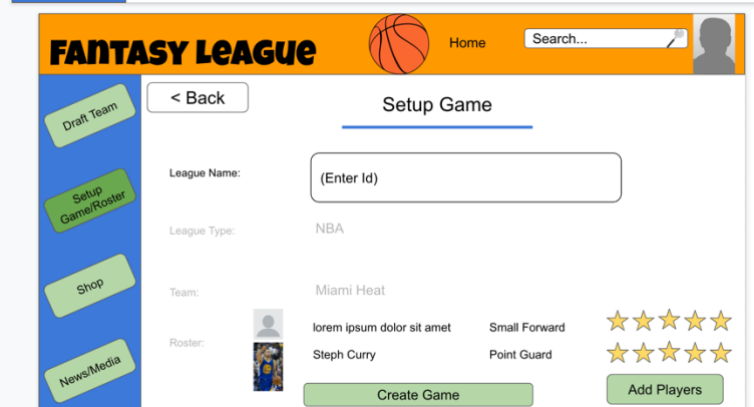 FANTASY LEAGUE
Home
Search...
Draft Team
Setup
Game/Roster
Shop
News/Media
< Back
Setup Game
League Name:
(Enter Id)
League Type:
NBA
Team:
Miami Heat
Roster:
lorem ipsum dolor sit amet
Small Forward
Steph Curry
Point Guard
Create Game
Add Players